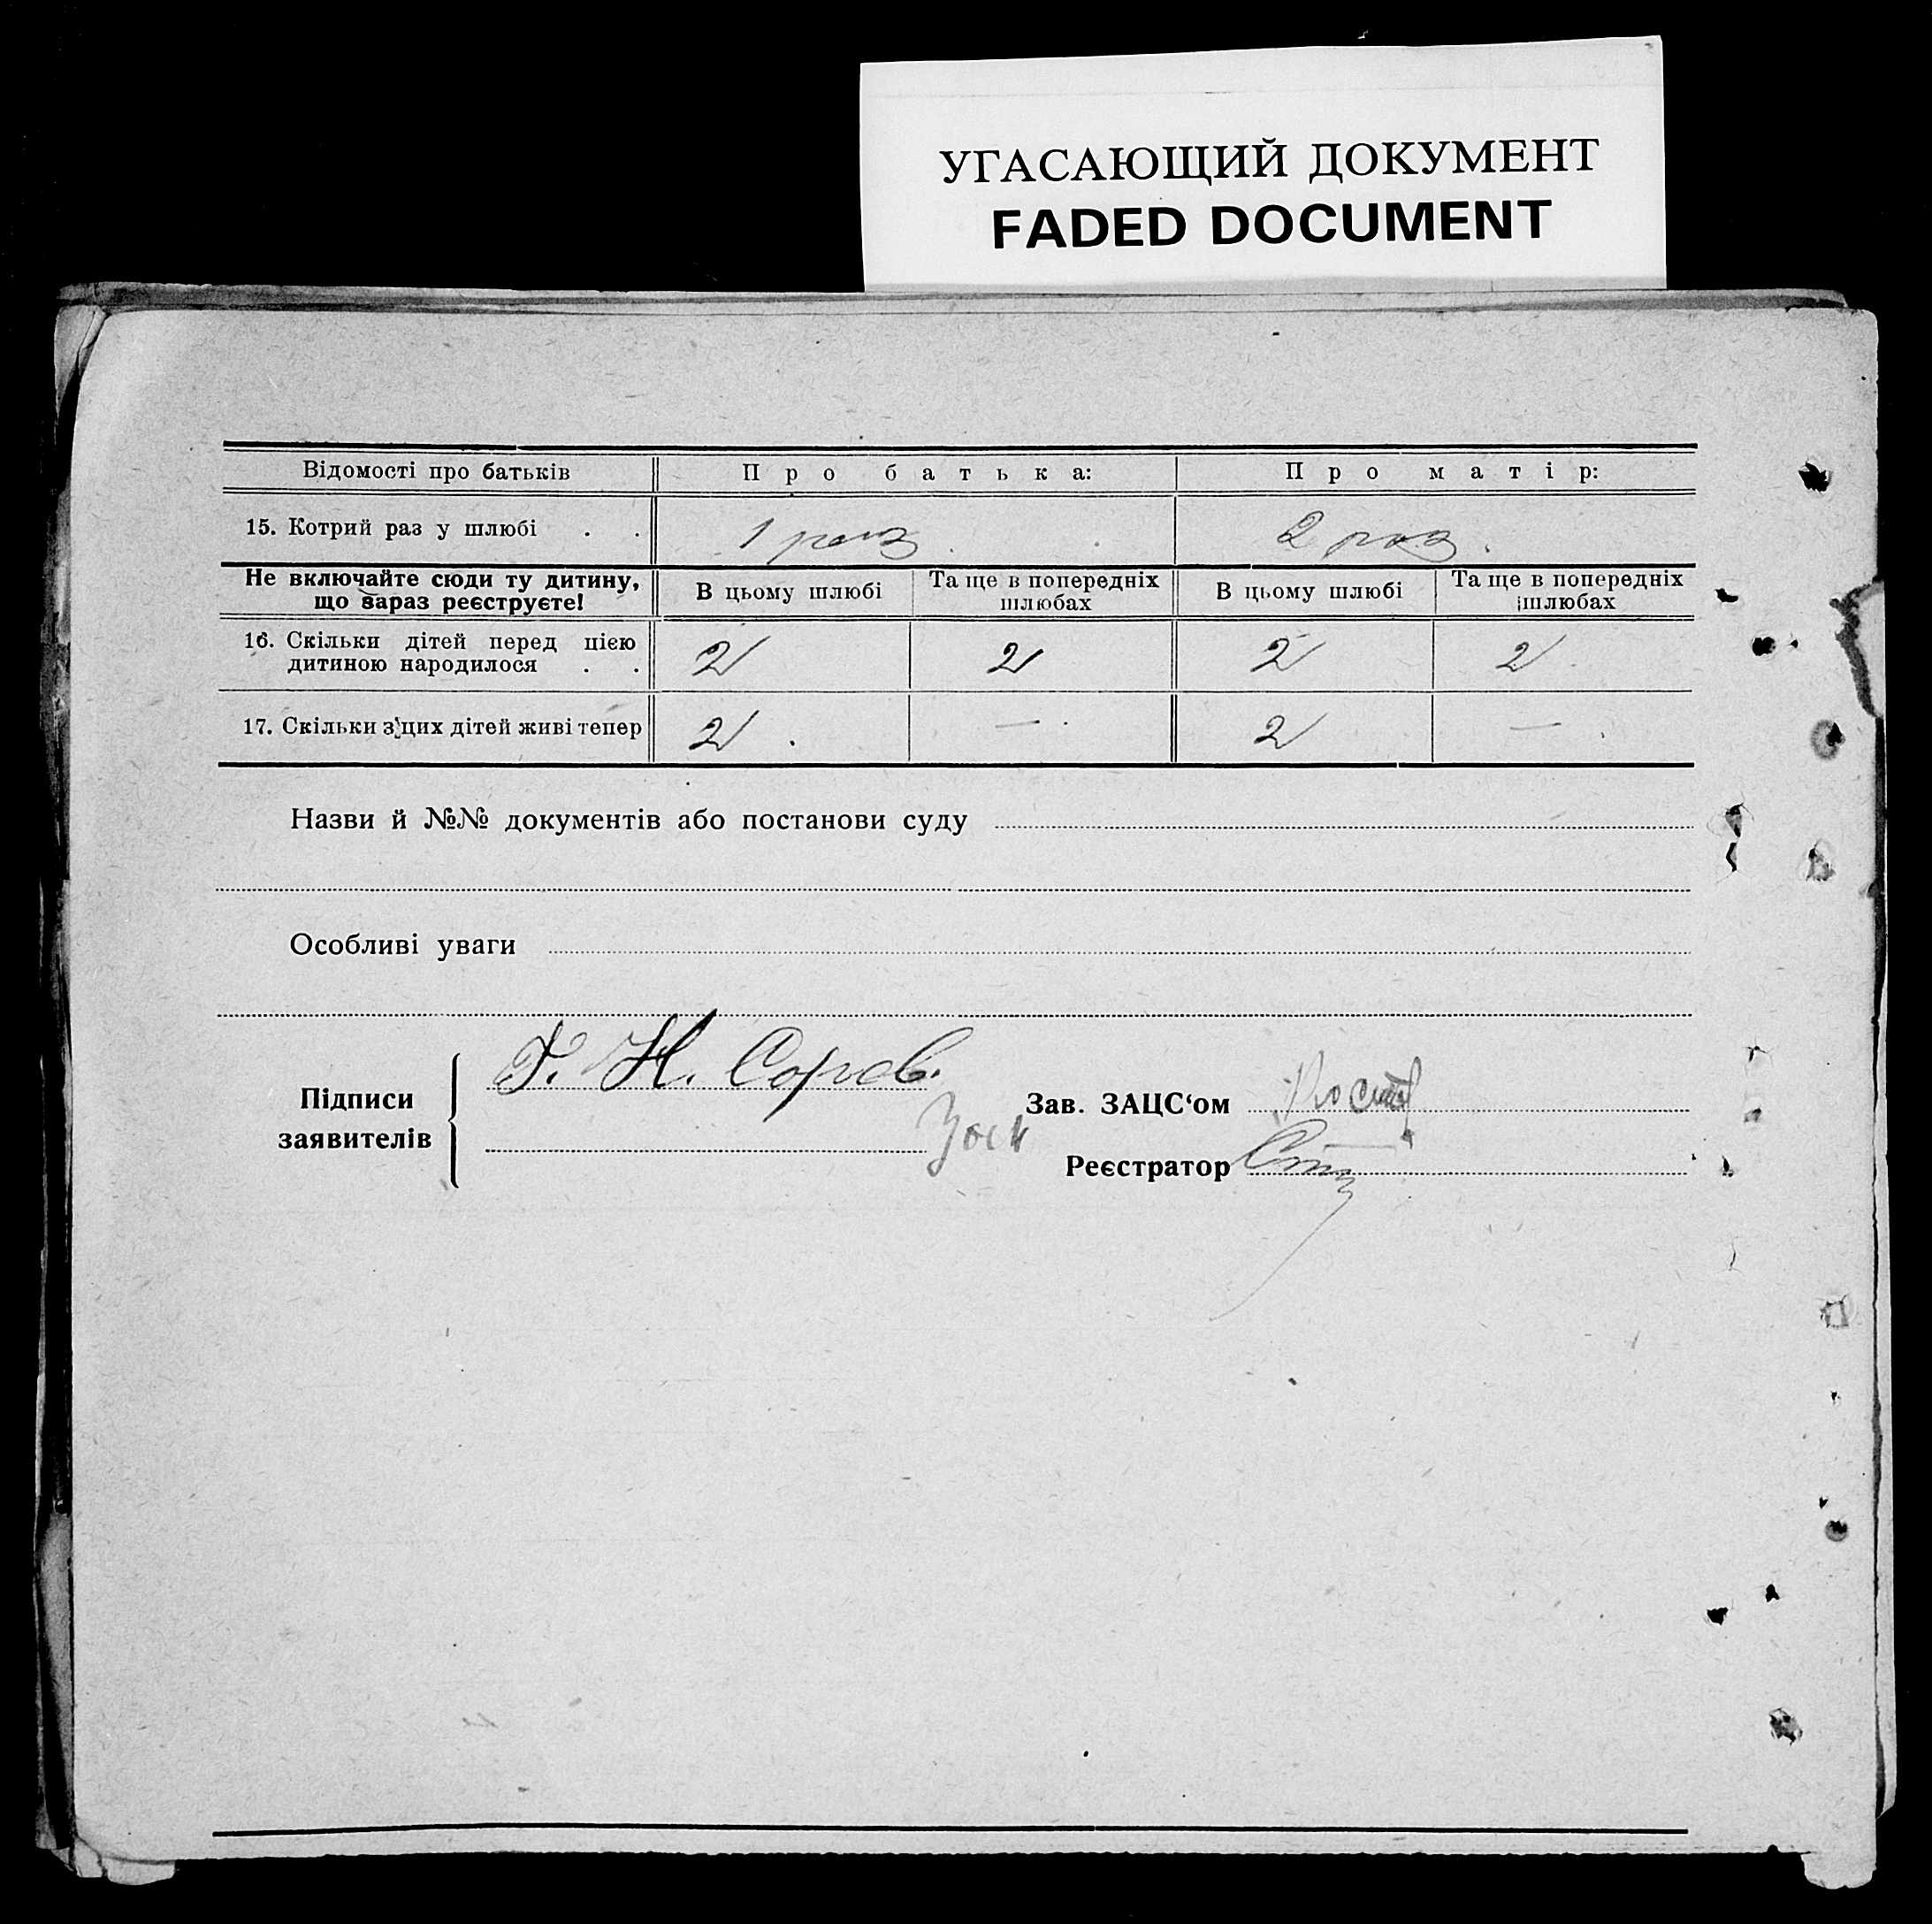 УГАСАЮЩИЙ ДОКУМЕНТ
FADED DOCUMENT
Відомості про батьків Про батька: Про матір:
15. Котрий раз у шлюбі . . 1 раз. 2 раз.
Не включайте сюди ту дитину, що зараз реєструєте! В цьому шлюбі Та ще в попередніх шлюбах В цьому шлюбі Та ще в попередніх шлюбах
16. Скільки дітей перед цією
дитиною народилося . . 2 2 2 2
17. Скільки з цих дітей живі тепер 2 — 2 —
Назви й №№ документів або постанови суду
Особливі уваги
Підписи заявителів
Зав. ЗАЦС'ом
Реєстратор